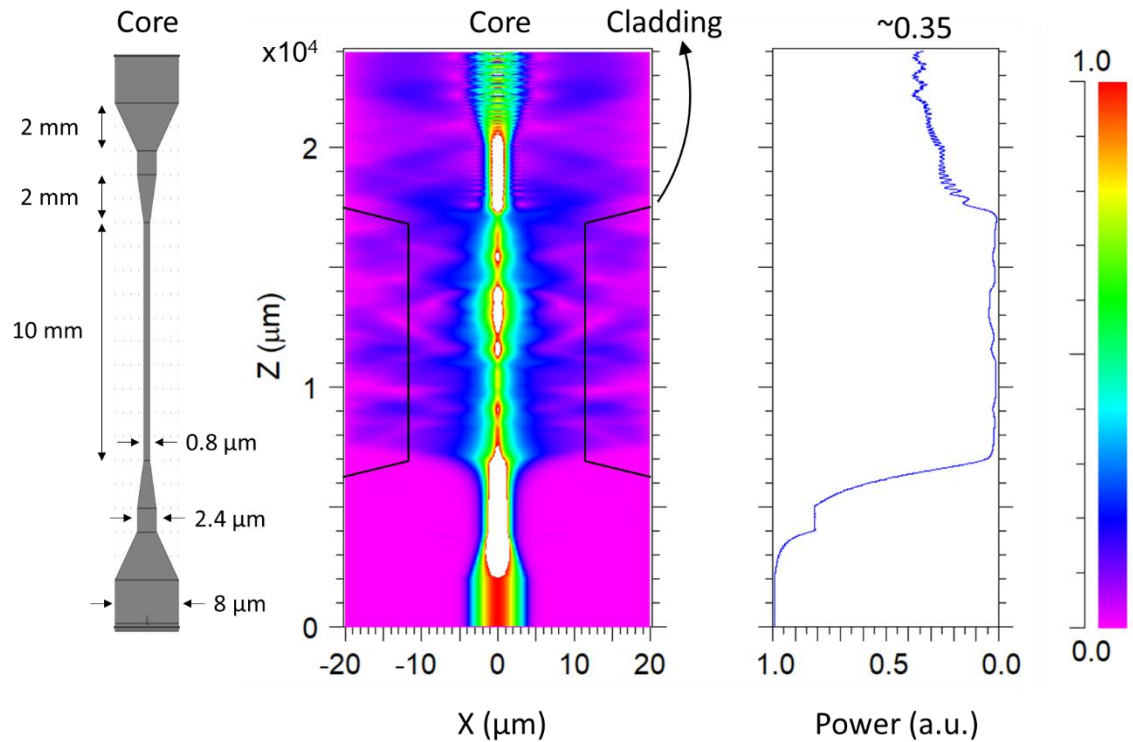 Core
2 mm
2 mm
10 mm
0.8 µm
2.4 µm
8 µm
Core
Cladding
x10⁴
2
1
0
Z (µm)
-20 -10 0 10 20
X (µm)
~0.35
1.0 0.5 0.0
Power (a.u.)
1.0
0.0